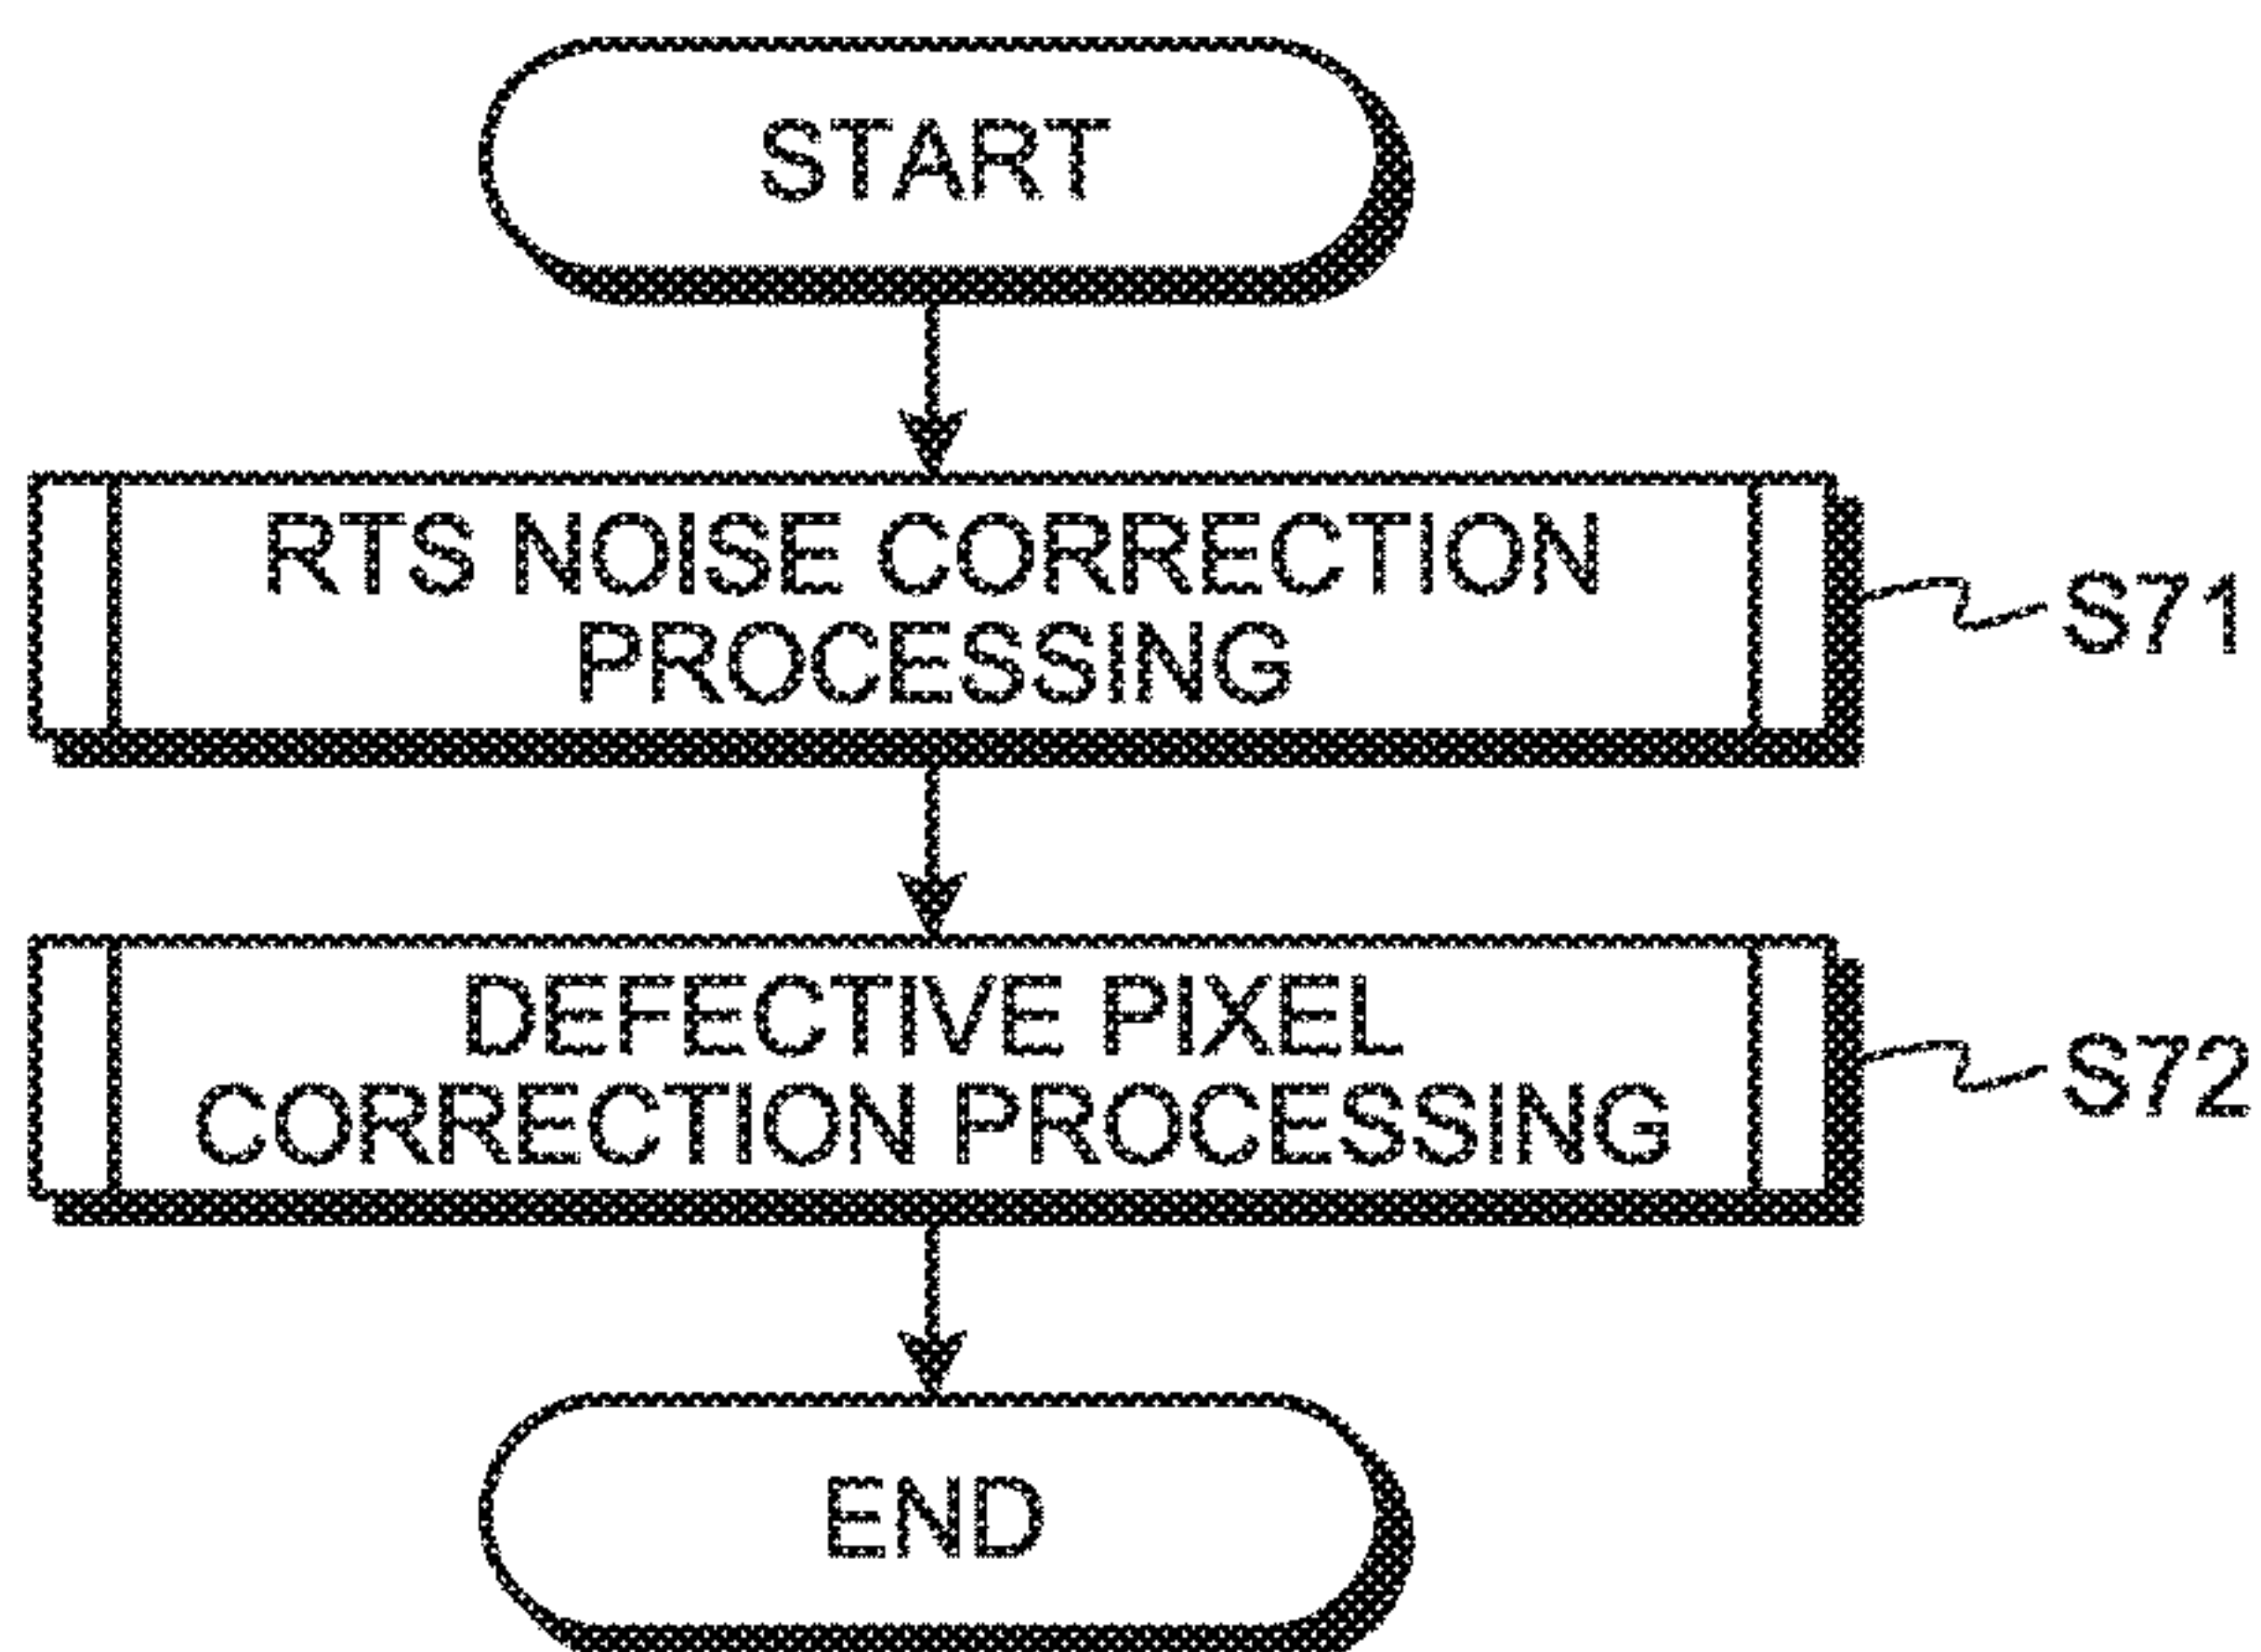 START
RTS NOISE CORRECTION
PROCESSING
S71
DEFECTIVE PIXEL
CORRECTION PROCESSING
S72
END